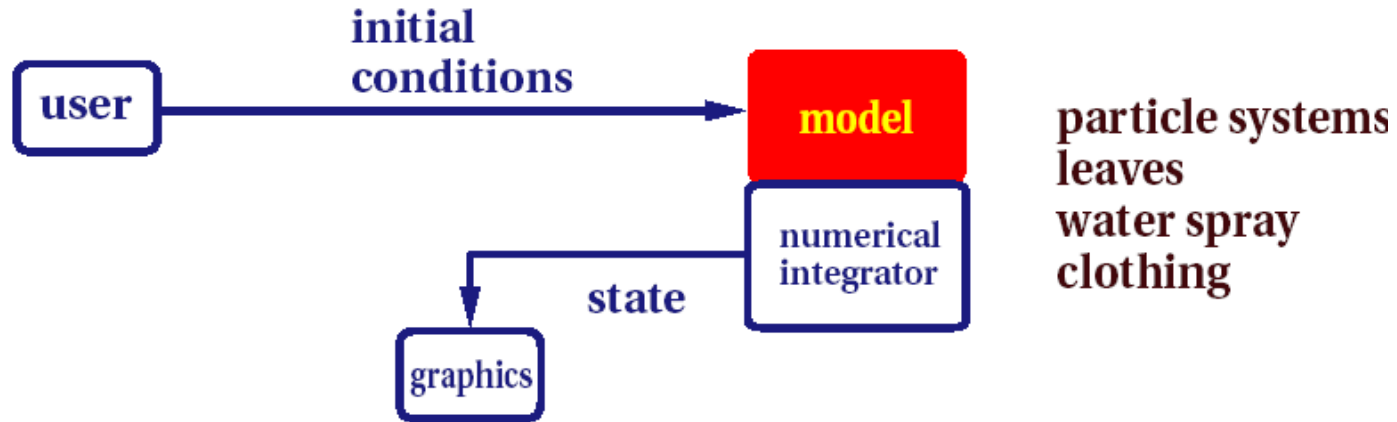 initial
conditions
user
model
particle systems
leaves
water spray
clothing
numerical
integrator
state
graphics